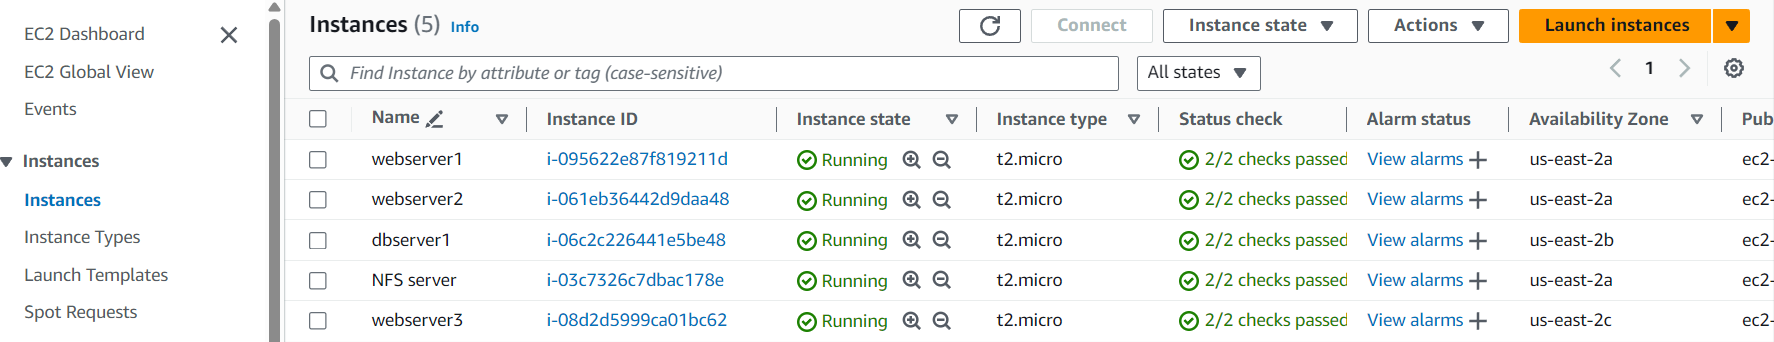 EC2 Dashboard
EC2 Global View
Events
Instances
Instances
Instance Types
Launch Templates
Spot Requests
Instances (5) Info
Connect
Instance state
Actions
Launch instances
Find Instance by attribute or tag (case-sensitive)
All states
1
Name Instance ID Instance state Instance type Status check Alarm status Availability Zone Pub
webserver1 i-095622e87f819211d Running t2.micro 2/2 checks passed View alarms + us-east-2a ec2-
webserver2 i-061eb36442d9daa48 Running t2.micro 2/2 checks passed View alarms + us-east-2a ec2-
dbserver1 i-06c2c226441e5be48 Running t2.micro 2/2 checks passed View alarms + us-east-2b ec2-
NFS server i-03c7326c7dbac178e Running t2.micro 2/2 checks passed View alarms + us-east-2a ec2-
webserver3 i-08d2d5999ca01bc62 Running t2.micro 2/2 checks passed View alarms + us-east-2c ec2-